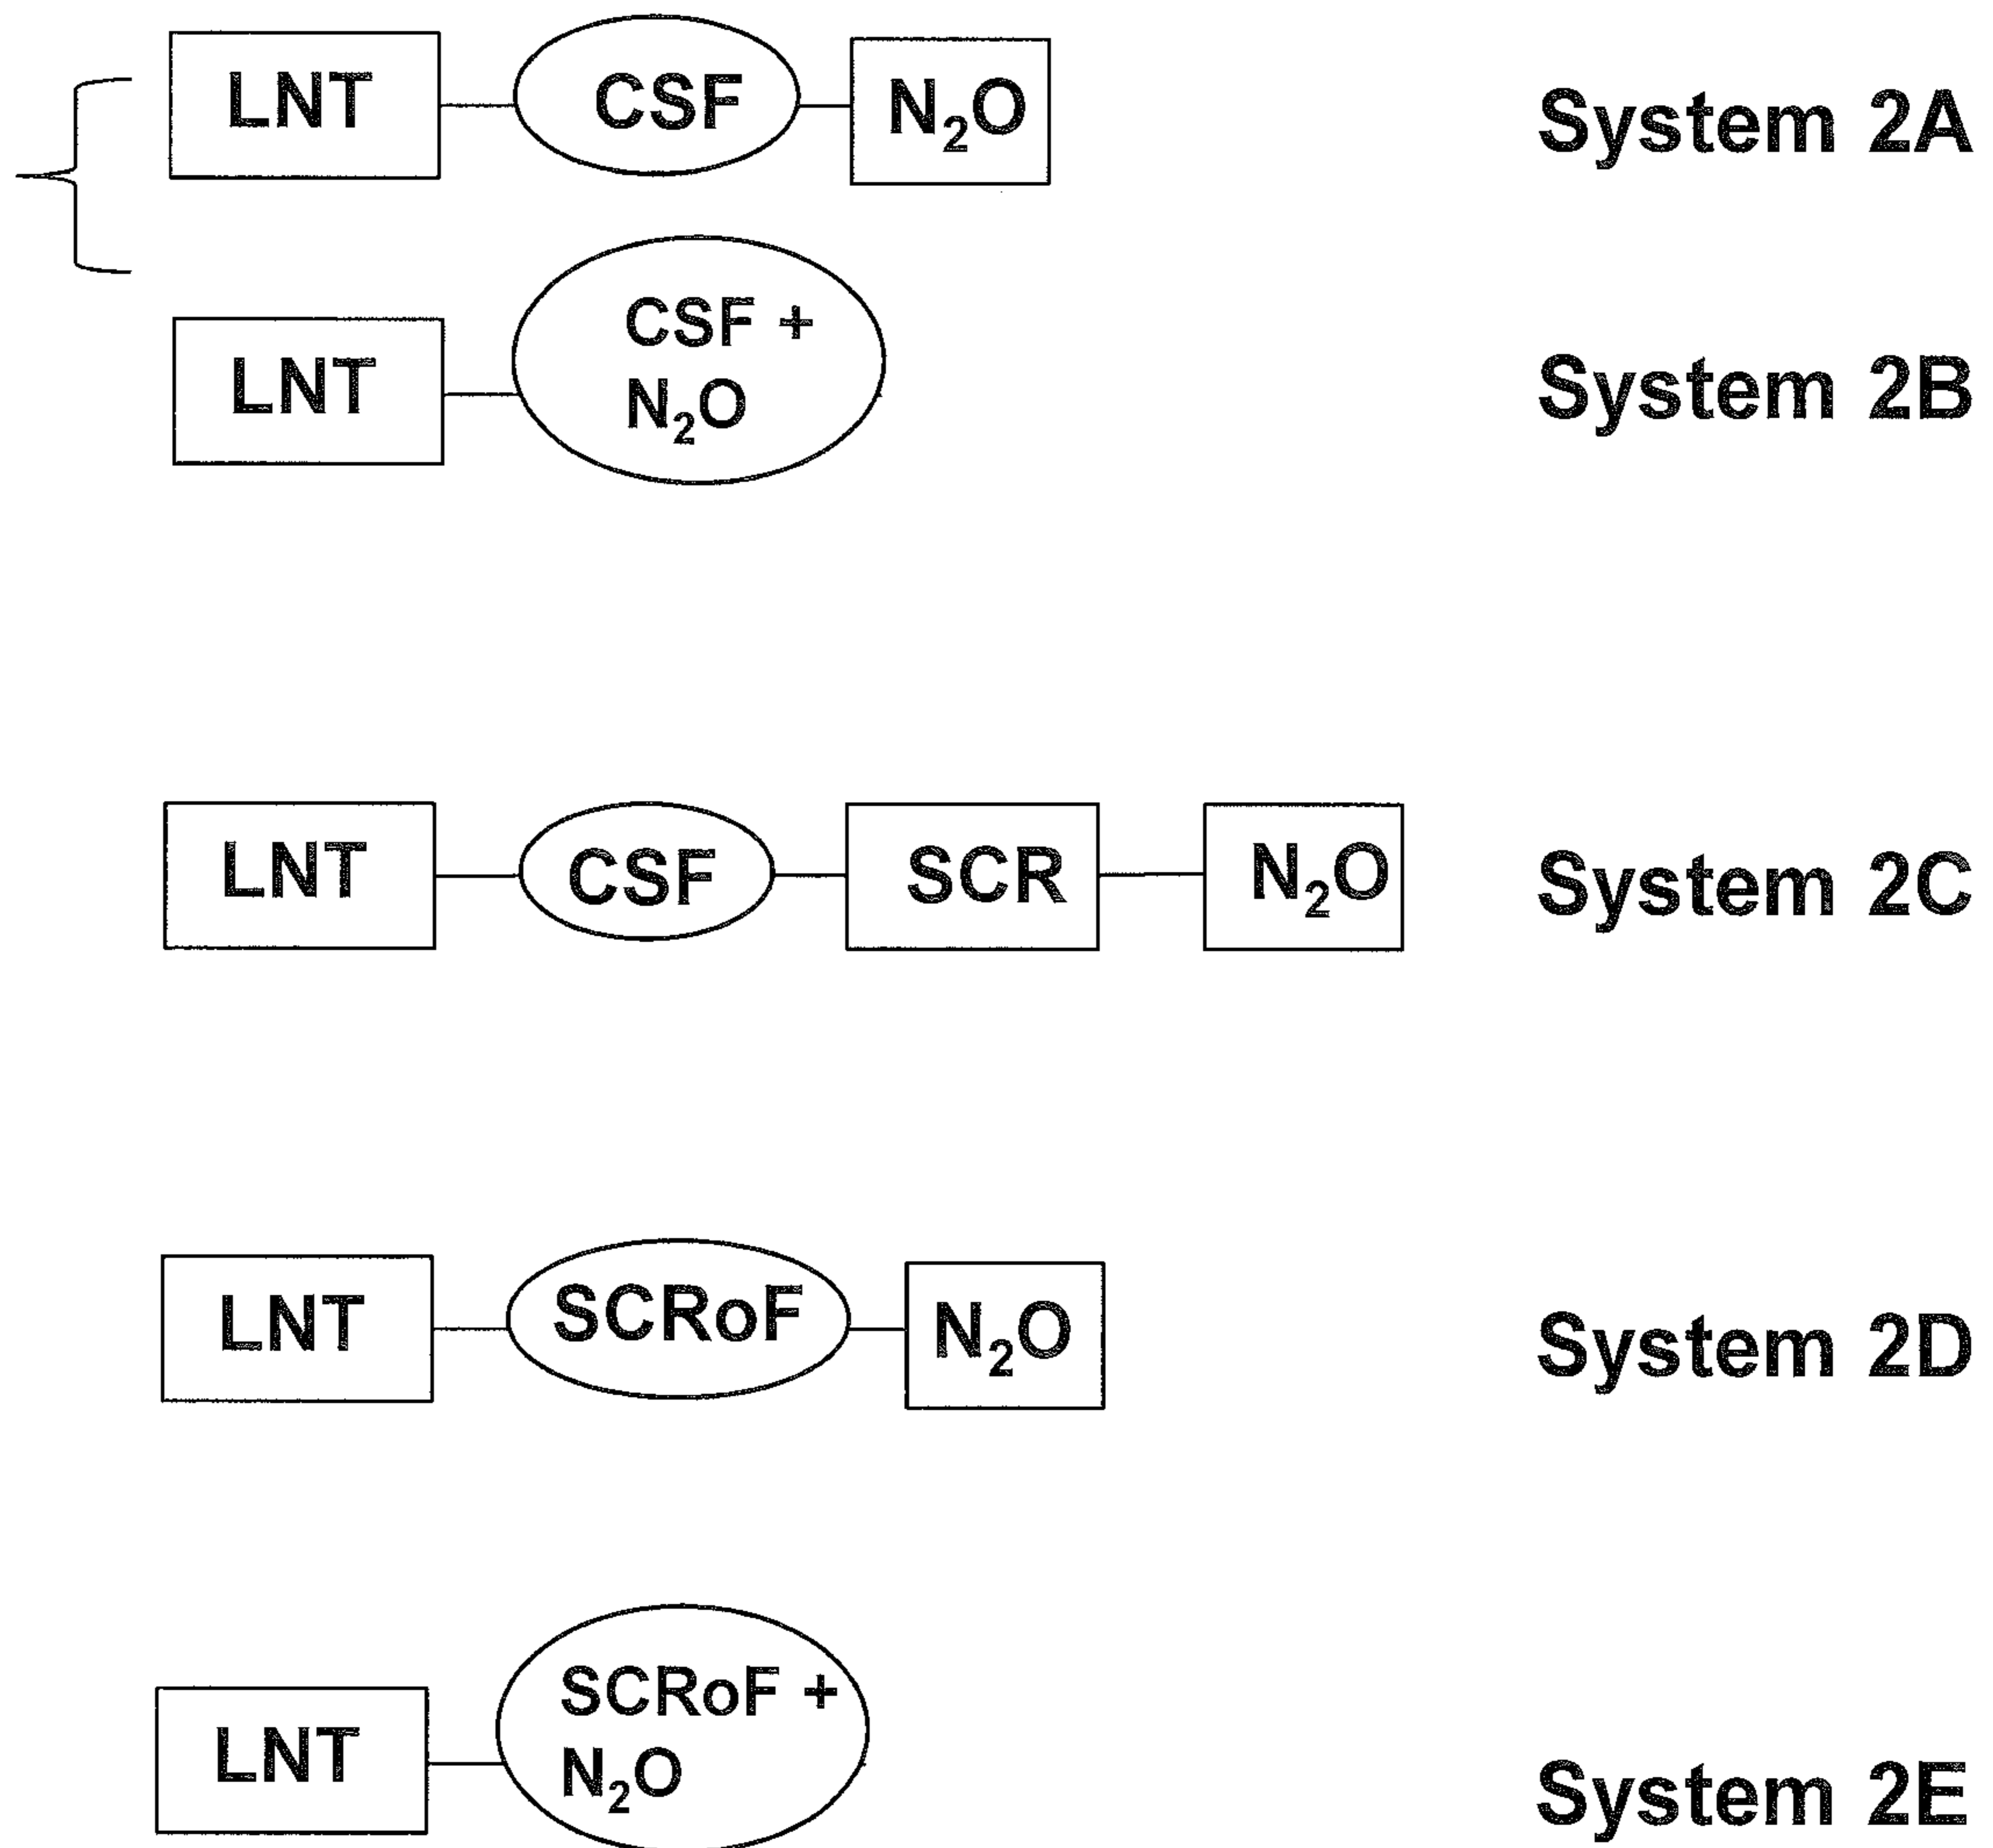 LNT CSF N₂O System 2A
LNT CSF + N₂O System 2B
LNT CSF SCR N₂O System 2C
LNT SCRoF N₂O System 2D
LNT SCRoF + N₂O System 2E